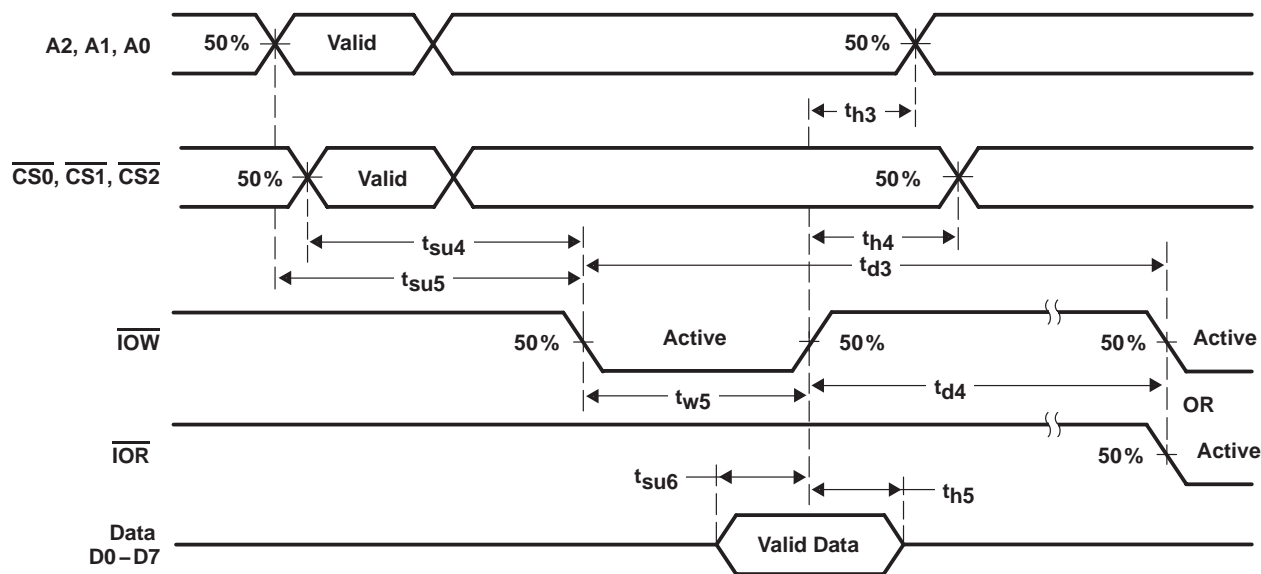 A2, A1, A0
50%
Valid
50%
th3
CS0, CS1, CS2
50%
Valid
50%
tsu4
th4
tsu5
td3
IOW
50%
Active
50%
50%
Active
tw5
td4
OR
IOR
50%
Active
tsu6
th5
Data
D0–D7
Valid Data